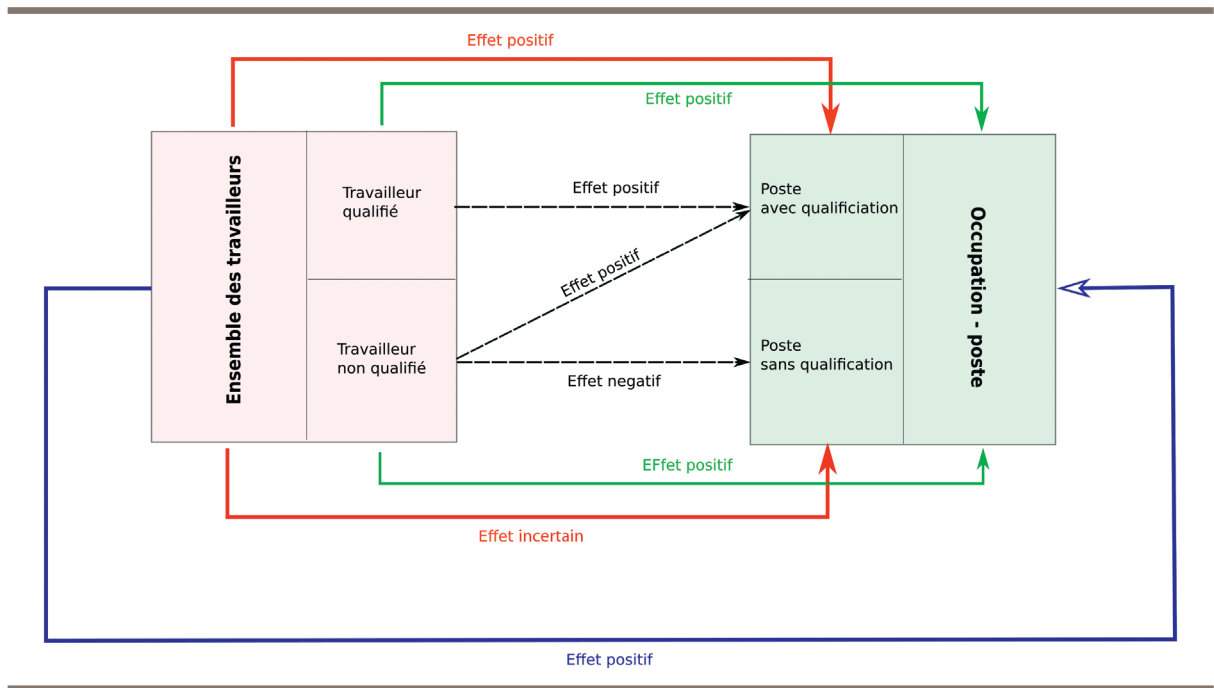 Effet positif
Effet positif
Ensemble des travailleurs
Travailleur
qualifié
Effet positif
Poste
avec qualificiation
Occupation - poste
Effet positif
Travailleur
non qualifié
Effet negatif
Poste
sans qualification
EFfet positif
Effet incertain
Effet positif